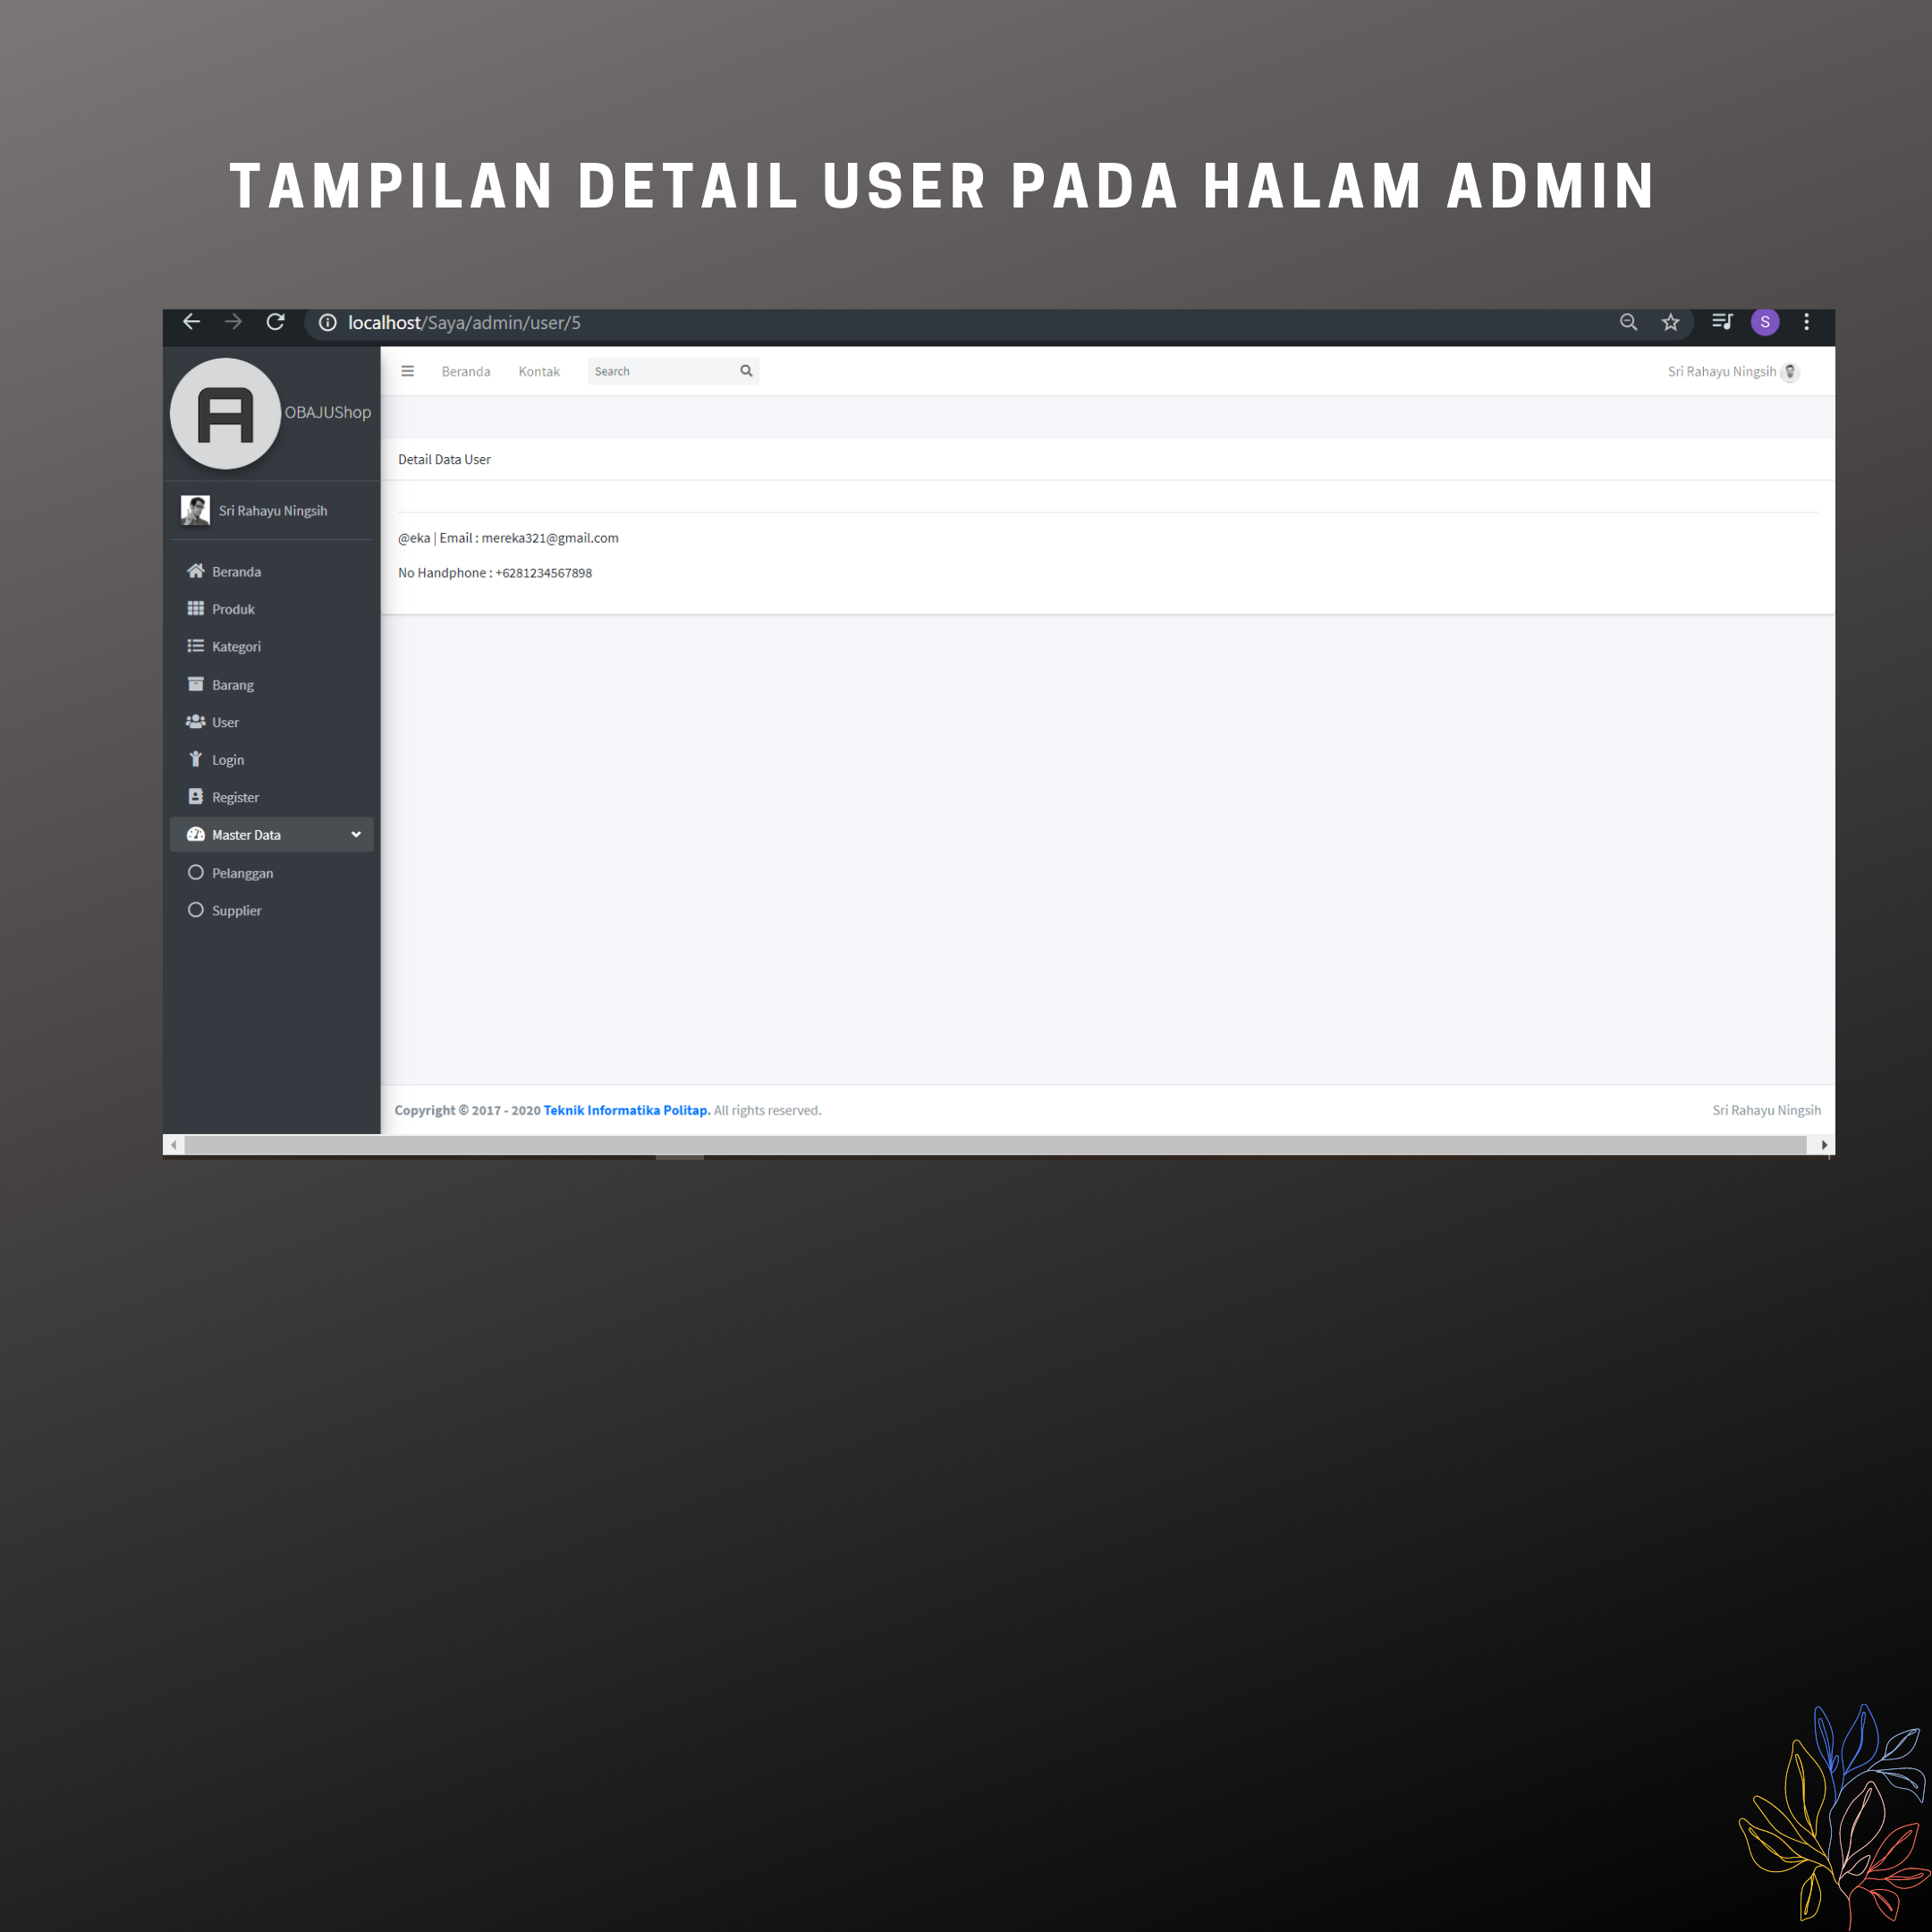 TAMPILAN DETAIL USER PADA HALAM ADMIN
localhost/Saya/admin/user/5
S
A
OBAJUShop
Beranda
Kontak
Search
Sri Rahayu Ningsih
Sri Rahayu Ningsih
Beranda
Produk
Kategori
Barang
User
Login
Register
Master Data
Pelanggan
Supplier
Detail Data User
@eka | Email : mereka321@gmail.com
No Handphone : +6281234567898
Copyright © 2017 - 2020 Teknik Informatika Politap. All rights reserved.
Sri Rahayu Ningsih